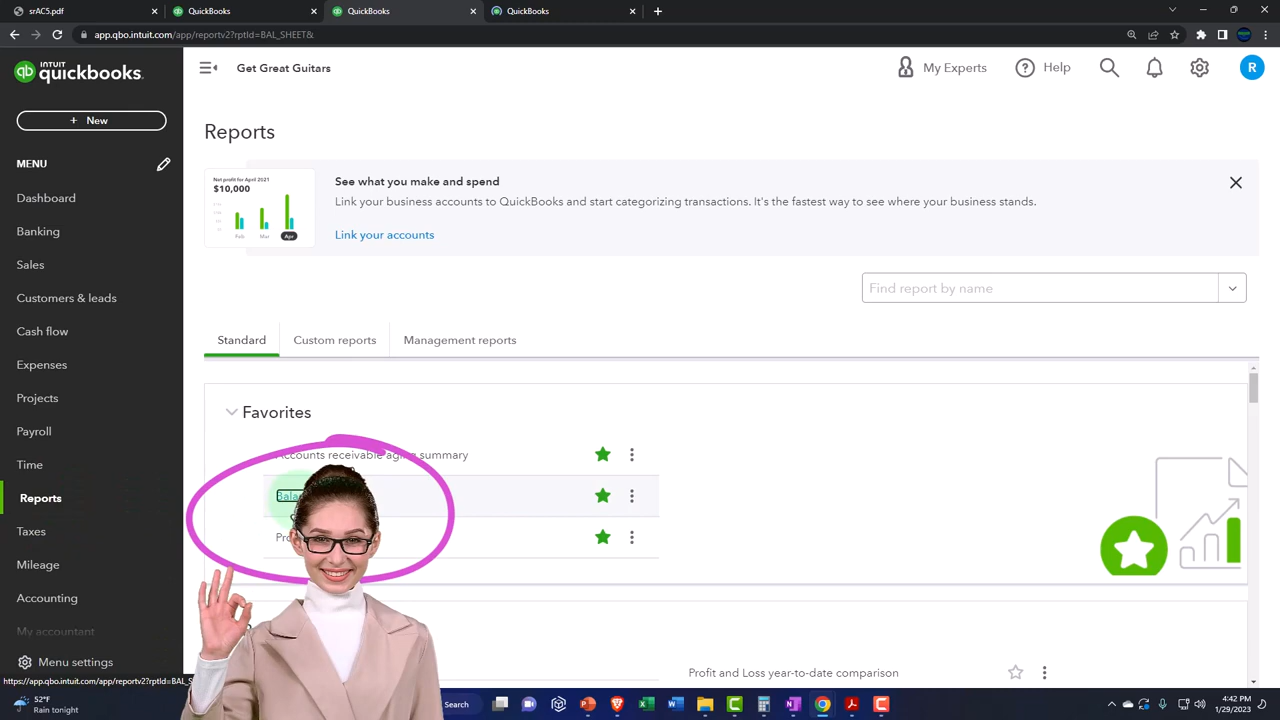 srAC5.pdf
QuickBooks
QuickBooks
QuickBooks
app.qbo.intuit.com/app/reportv2?rptId=BAL_SHEET&
INTUIT
quickbooks.
Get Great Guitars
My Experts
Help
R
+ New
MENU
Dashboard
Banking
Sales
Customers & leads
Cash flow
Expenses
Projects
Payroll
Time
Reports
Taxes
Mileage
Accounting
My accountant
Menu settings
Reports
Net profit for April 2021
$10,000
Feb
Mar
Apr
See what you make and spend
Link your business accounts to QuickBooks and start categorizing transactions. It's the fastest way to see where your business stands.
Link your accounts
Find report by name
Standard
Custom reports
Management reports
Favorites
Accounts receivable aging summary
Profit and Loss year-to-date comparison
https://app.qbo.intuit.com/app/reportv2?rptId=BAL_S
52°F
Rain tonight
Search
4:42 PM
1/29/2023